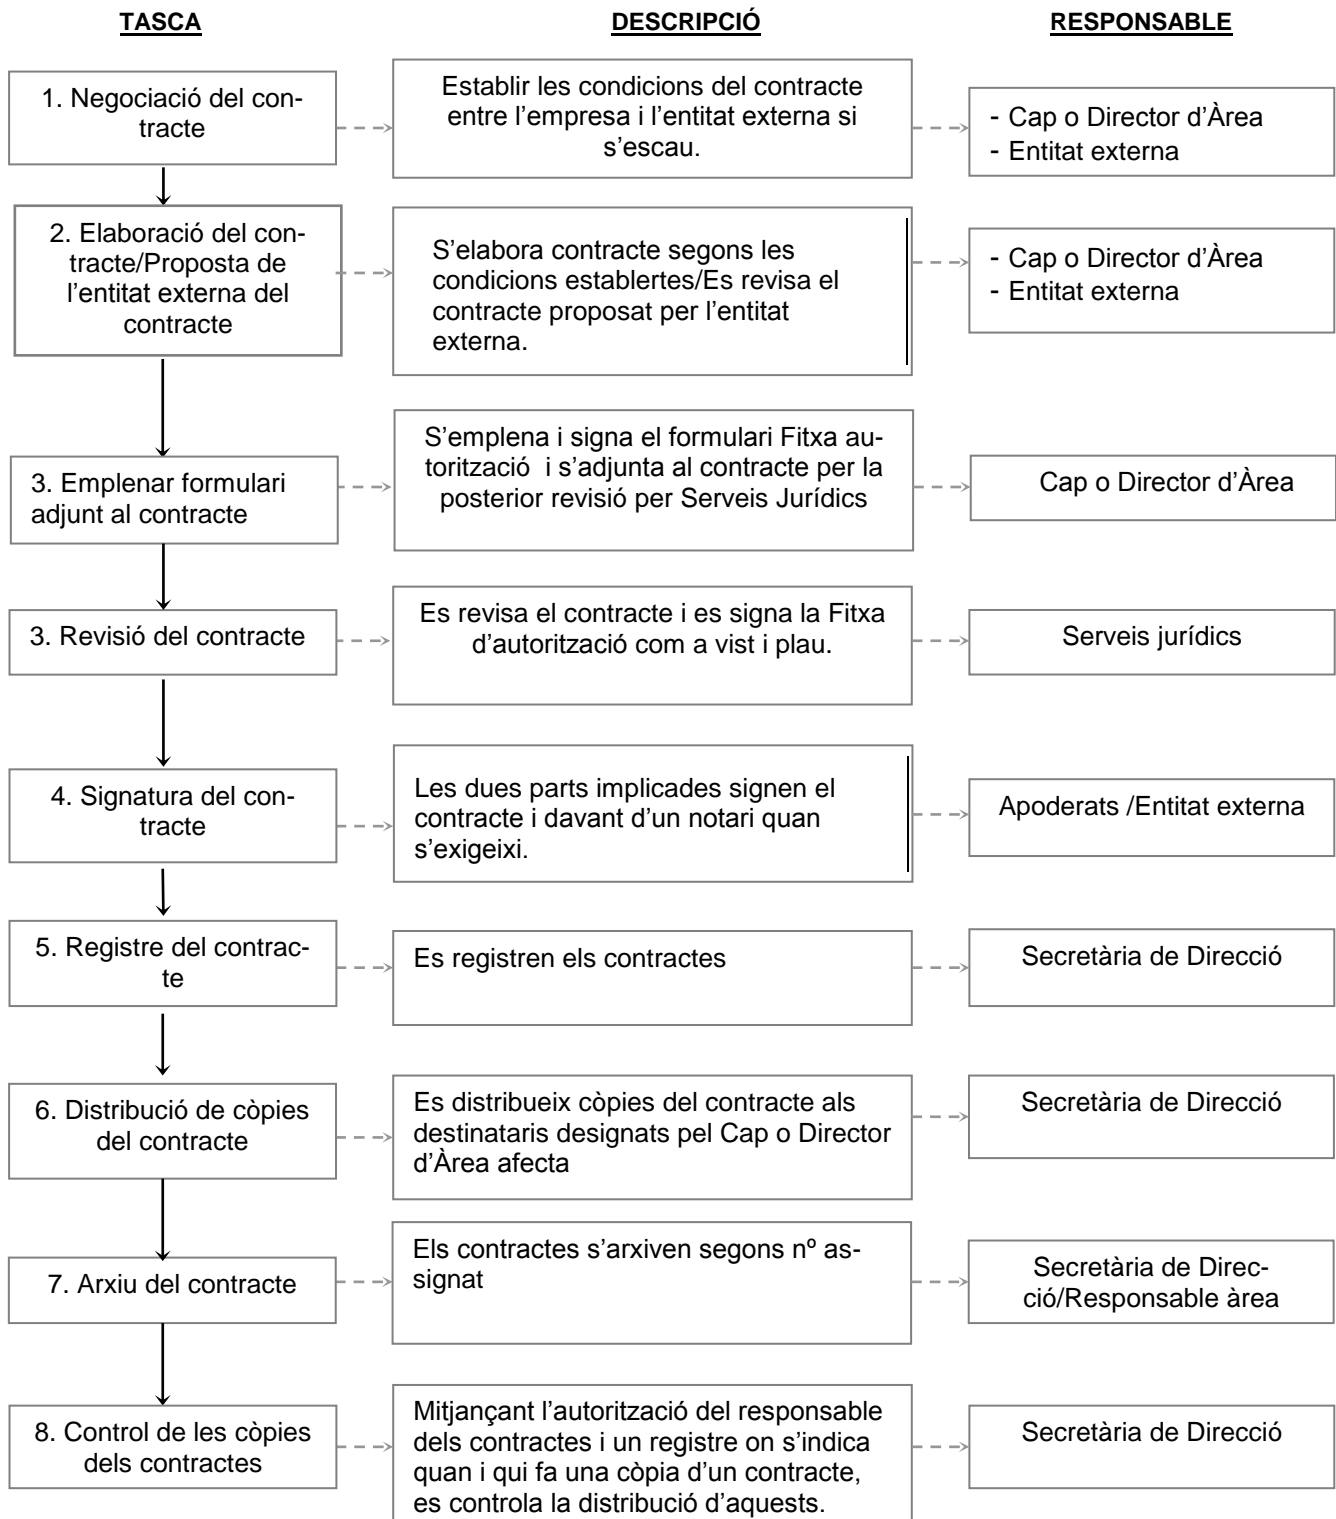 TASCA
DESCRIPCIÓ
RESPONSABLE
1. Negociació del con-
tracte
Establir les condicions del contracte
entre l’empresa i l’entitat externa si
s’escau.
- Cap o Director d’Àrea
- Entitat externa
2. Elaboració del con-
tracte/Proposta de
l’entitat externa del
contracte
S’elabora contracte segons les
condicions establertes/Es revisa el
contracte proposat per l’entitat
externa.
- Cap o Director d’Àrea
- Entitat externa
3. Emplenar formulari
adjunt al contracte
S’emplena i signa el formulari Fitxa au-
torització i s’adjunta al contracte per la
posterior revisió per Serveis Jurídics
Cap o Director d’Àrea
3. Revisió del contracte
Es revisa el contracte i es signa la Fitxa
d’autorització com a vist i plau.
Serveis jurídics
4. Signatura del con-
tracte
Les dues parts implicades signen el
contracte i davant d’un notari quan
s’exigeixi.
Apoderats /Entitat externa
5. Registre del contrac-
te
Es registren els contractes
Secretària de Direcció
6. Distribució de còpies
del contracte
Es distribueix còpies del contracte als
destinataris designats pel Cap o Director
d’Àrea afecta
Secretària de Direcció
7. Arxiu del contracte
Els contractes s’arxiven segons nº as-
signat
Secretària de Direc-
ció/Responsable àrea
8. Control de les còpies
dels contractes
Mitjançant l’autorització del responsable
dels contractes i un registre on s’indica
quan i qui fa una còpia d’un contracte,
es controla la distribució d’aquests.
Secretària de Direcció